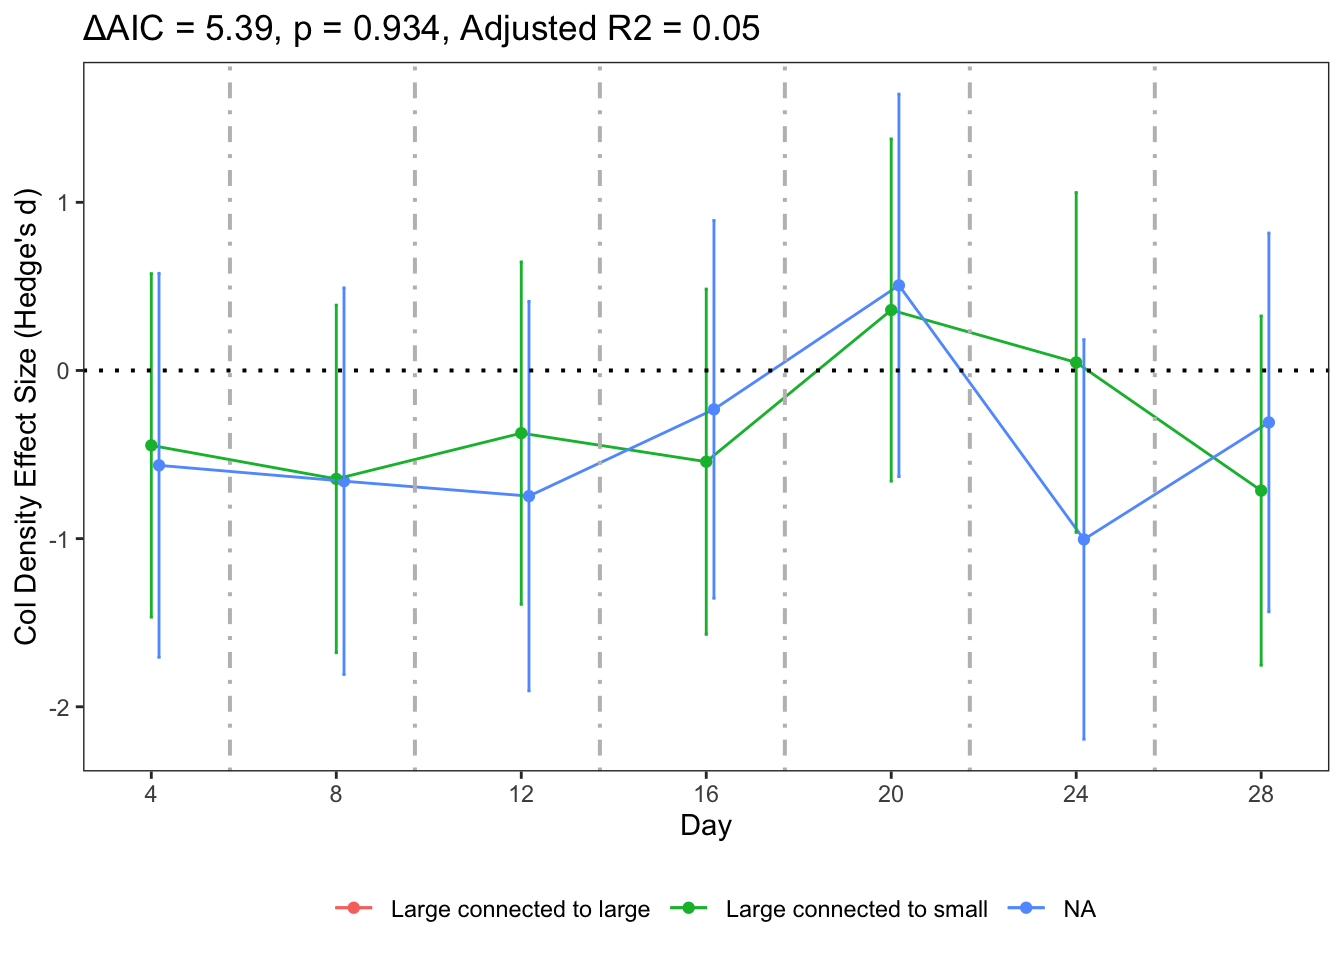 ΔAIC = 5.39, p = 0.934, Adjusted R2 = 0.05
Col Density Effect Size (Hedge's d)
1
0
-1
-2
4 8 12 16 20 24 28
Day
Large connected to large Large connected to small NA